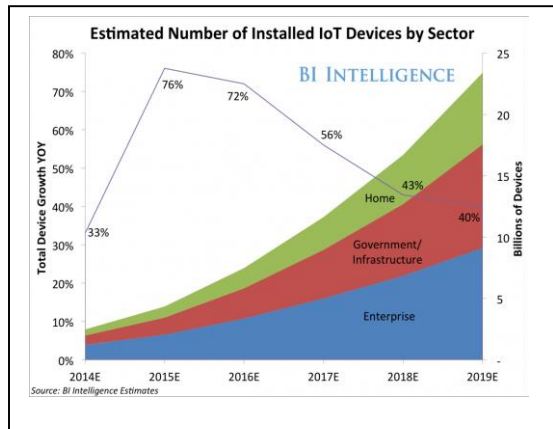 Estimated Number of Installed IoT Devices by Sector
BI INTELLIGENCE
Total Device Growth YOY
80%
70%
60%
50%
40%
30%
20%
10%
0%
33%
76%
72%
56%
43%
40%
Home
Government/
Infrastructure
Enterprise
25
20
15
10
5
-
Billions of Devices
2014E 2015E 2016E 2017E 2018E 2019E
Source: BI Intelligence Estimates